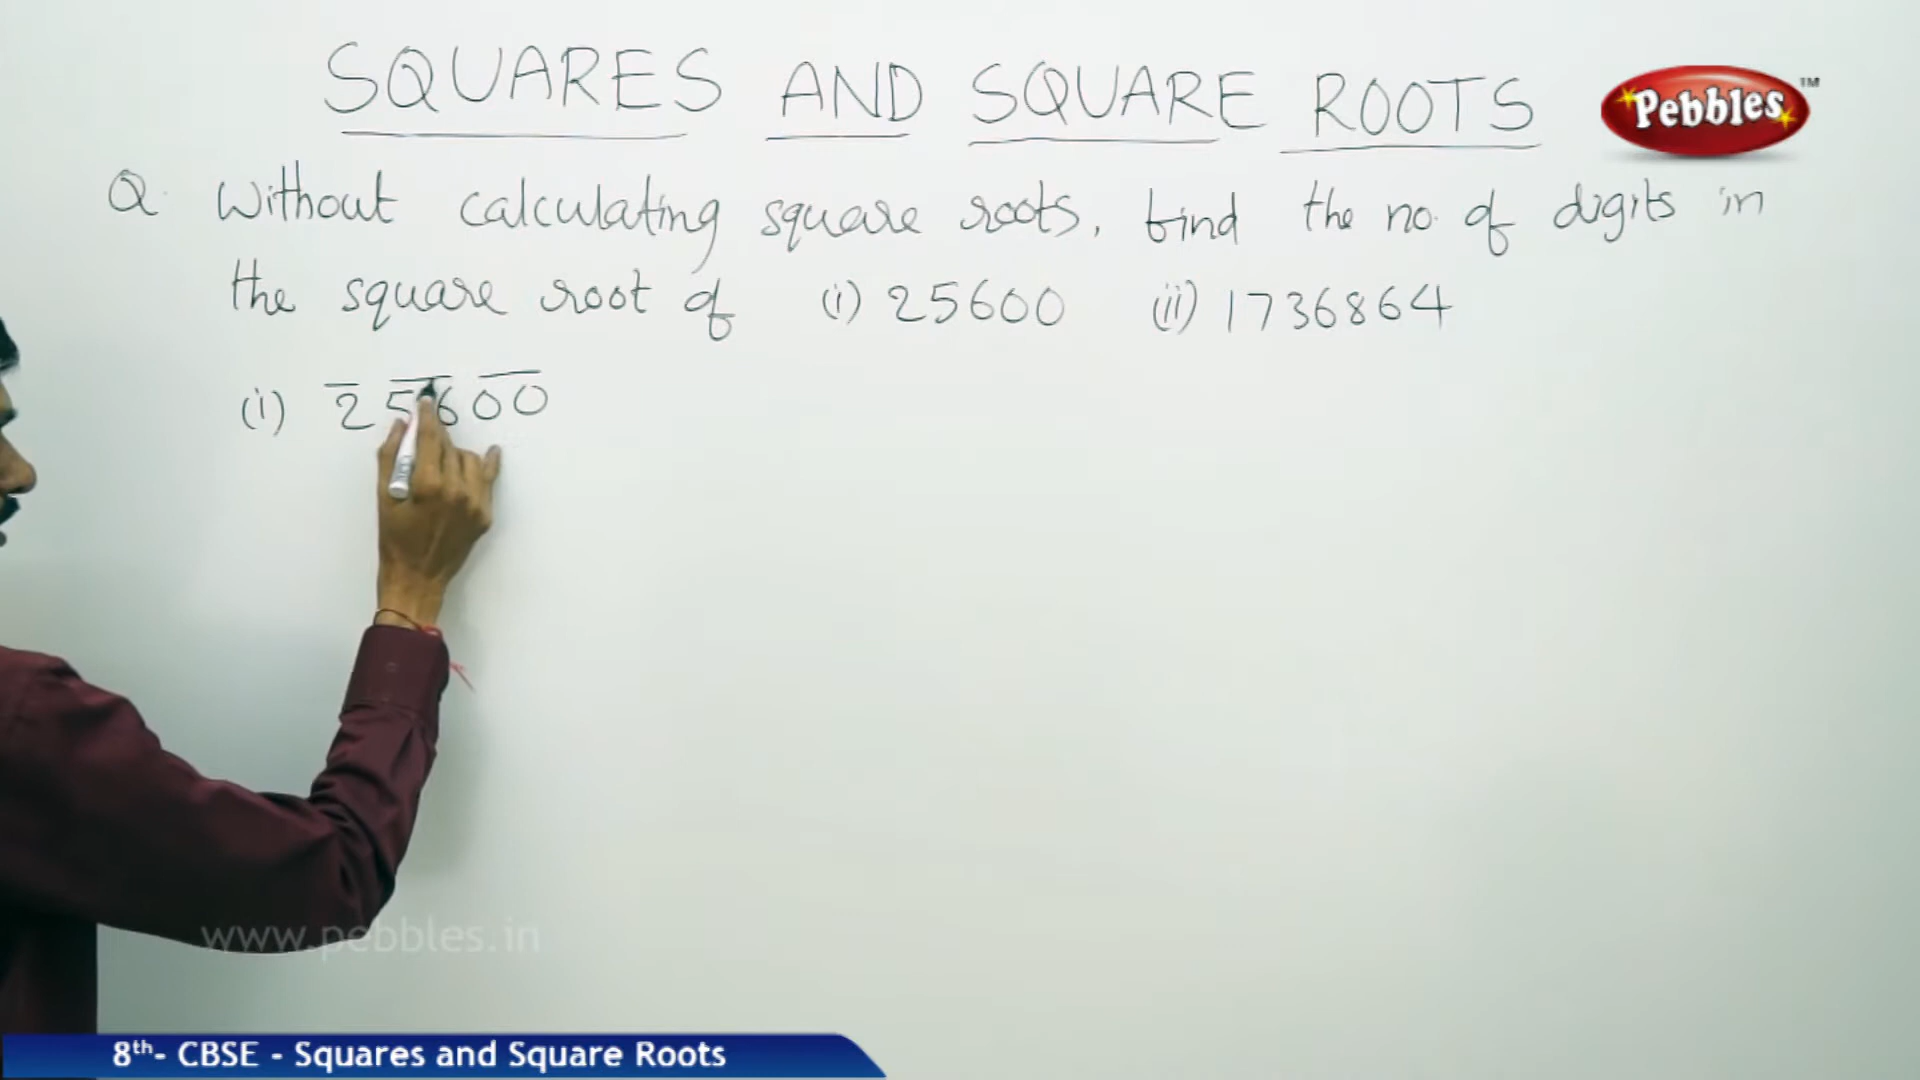 SQUARES AND SQUARE ROOTS
Pebbles™
Q. Without calculating square roots, find the no. of digits in
the square root of (i) 25600 (ii) 1736864
(i) 25600
www.pebbles.in
8th- CBSE - Squares and Square Roots